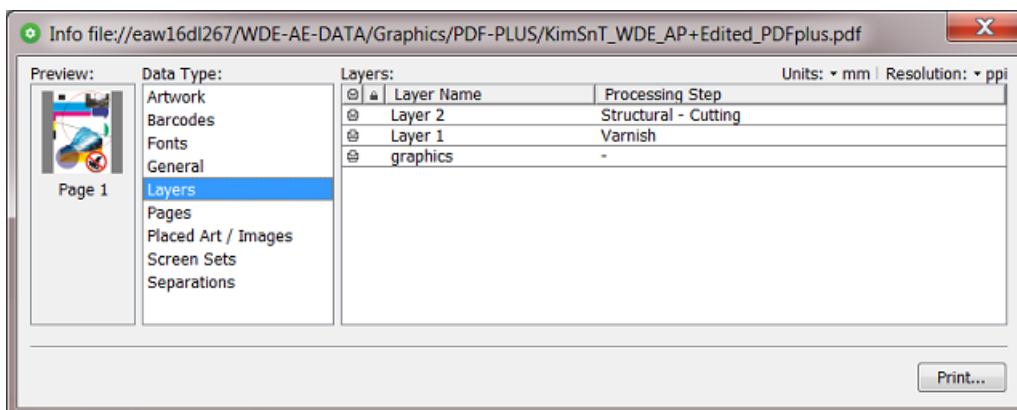 Info file://eaw16dl267/WDE-AE-DATA/Graphics/PDF-PLUS/KimSnT_WDE_AP+Edited_PDFplus.pdf
Preview:
Page 1
Data Type:
Artwork
Barcodes
Fonts
General
Layers
Pages
Placed Art / Images
Screen Sets
Separations
Layers:
Units: mm | Resolution: ppi
Layer Name Processing Step
Layer 2 Structural - Cutting
Layer 1 Varnish
graphics -
Print...